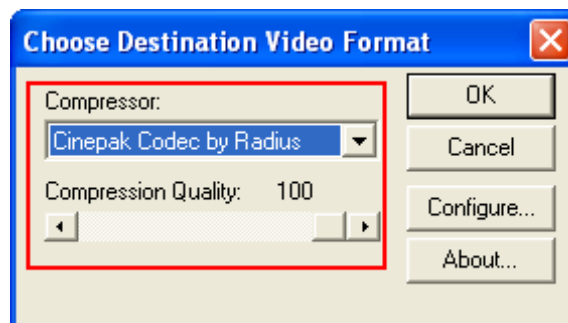 Choose Destination Video Format
Compressor:
Cinepak Codec by Radius
Compression Quality: 100
OK
Cancel
Configure...
About...